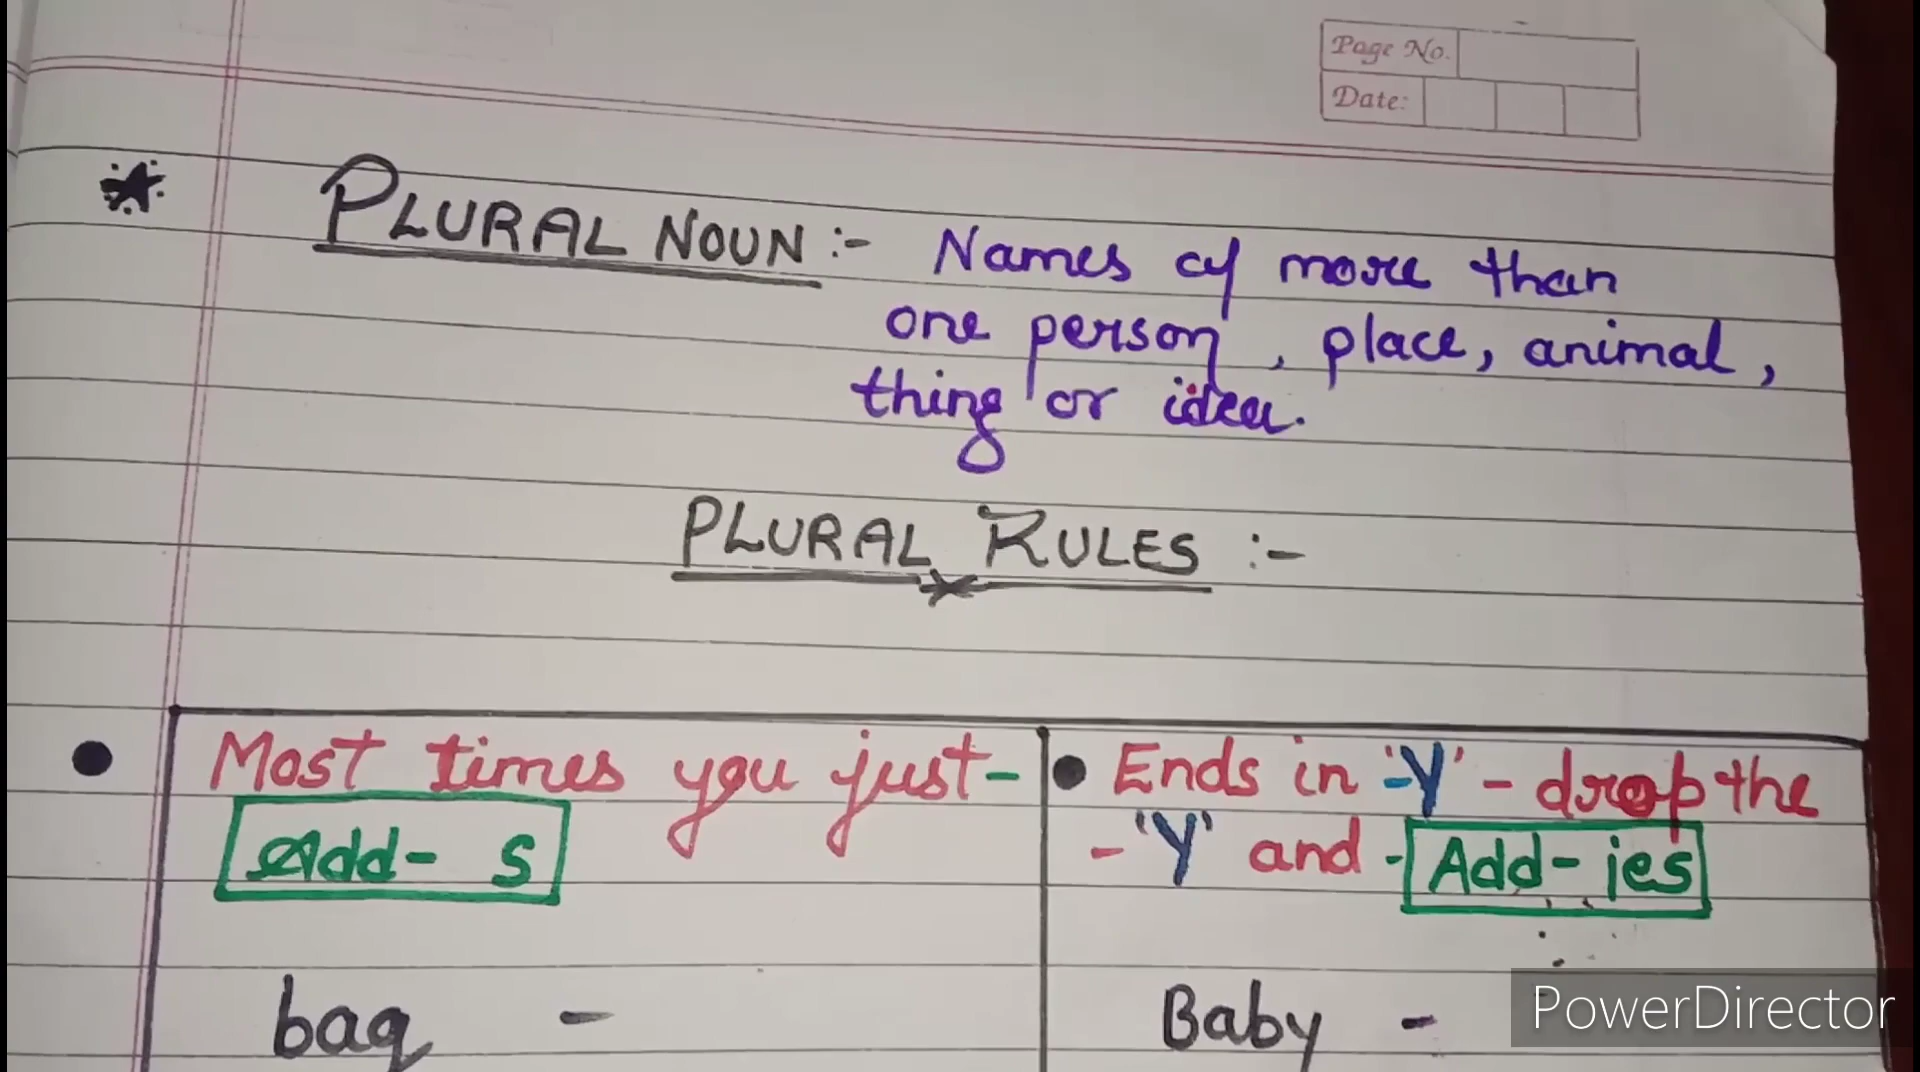 Page No.
Date:
PLURAL NOUN :- Names of more than
one person, place, animal,
thing or idea.
PLURAL RULES :-
Most times you just-
Add- s
bag -
Ends in '-Y' - drop the
- 'Y' and - Add- ies
Baby -
PowerDirector